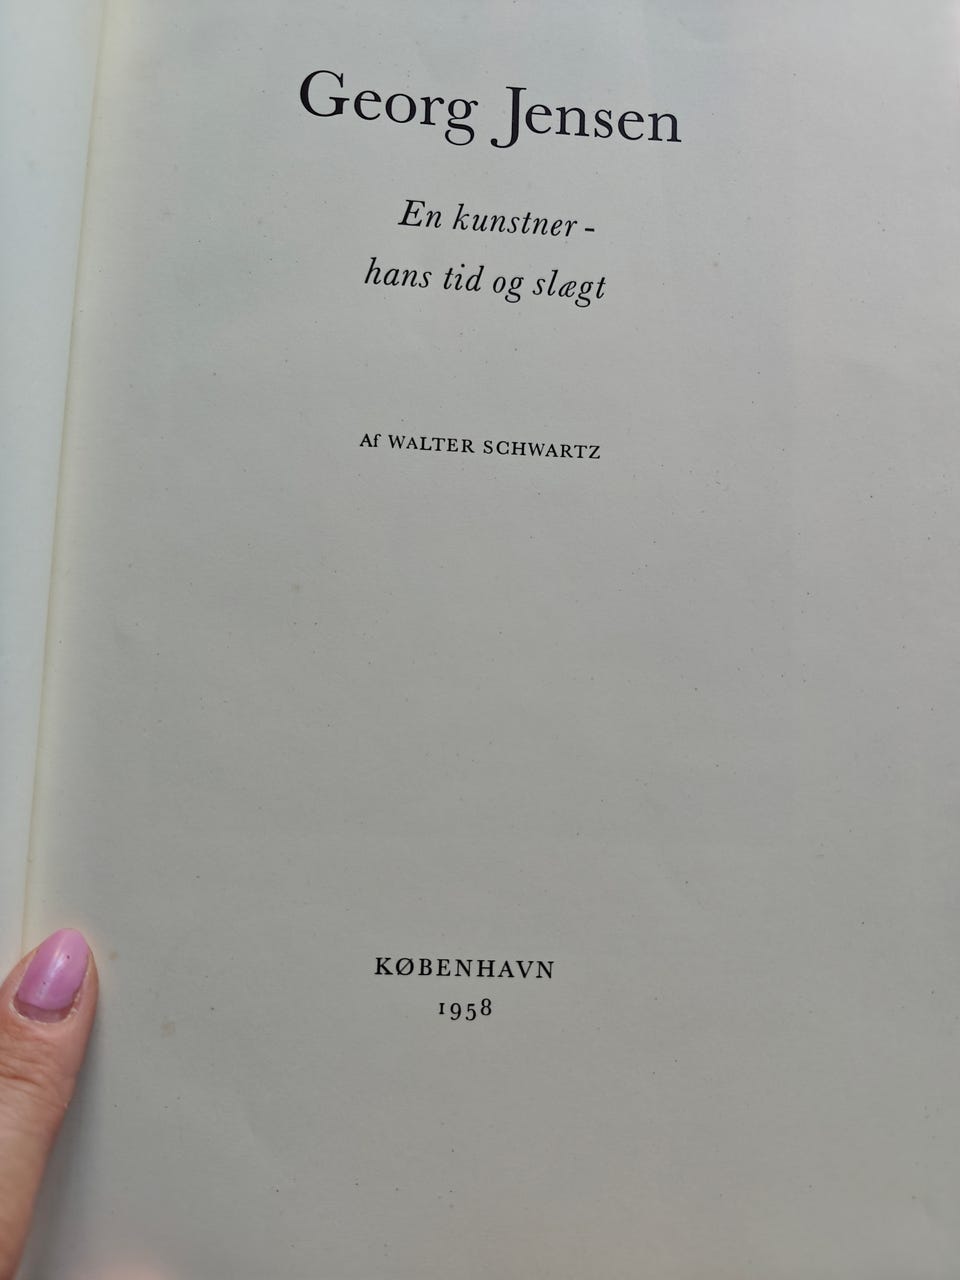 Georg Jensen
En kunstner -
hans tid og slægt
Af WALTER SCHWARTZ
KØBENHAVN
1958